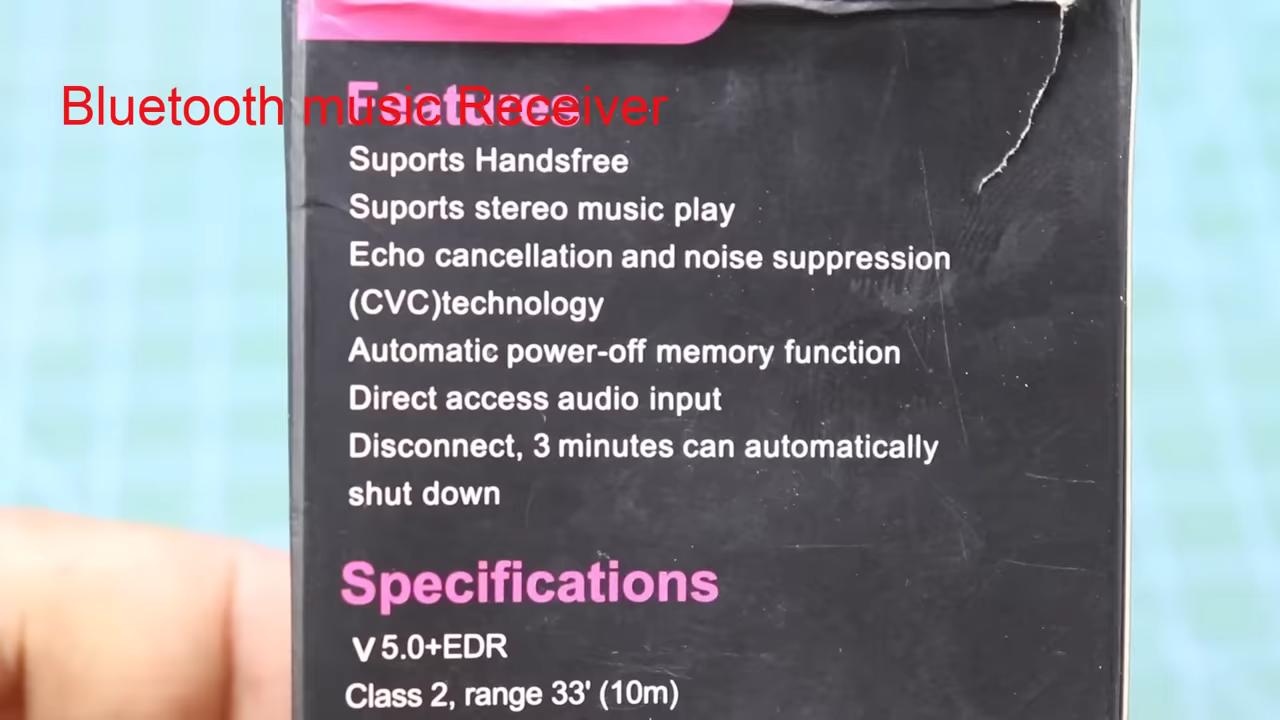 Bluetooth music Receiver
Features
Suports Handsfree
Suports stereo music play
Echo cancellation and noise suppression
(CVC)technology
Automatic power-off memory function
Direct access audio input
Disconnect, 3 minutes can automatically
shut down
Specifications
V 5.0+EDR
Class 2, range 33' (10m)